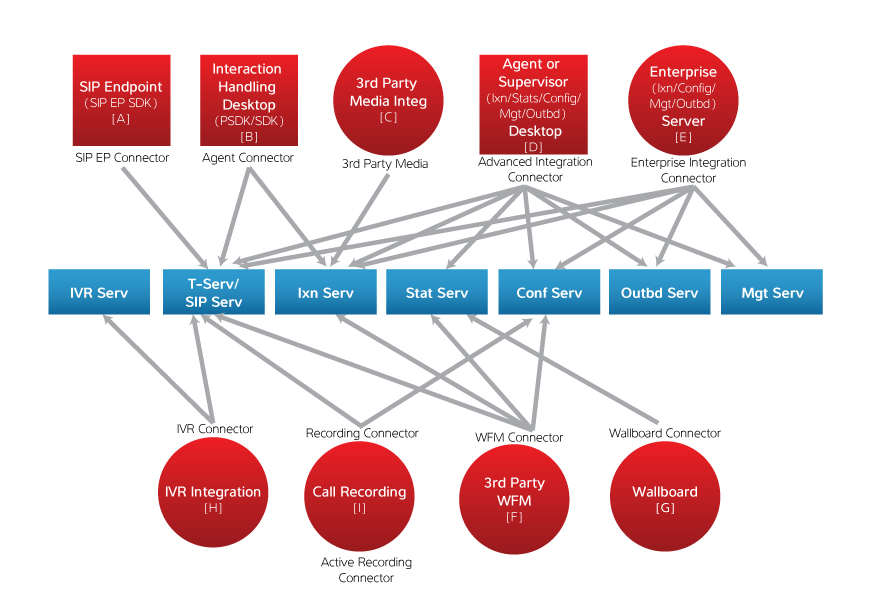 SIP Endpoint
(SIP EP SDK)
[A]
SIP EP Connector
Interaction
Handling
Desktop
(PSDK/SDK)
[B]
Agent Connector
3rd Party
Media Integ
[C]
3rd Party Media
Agent or
Supervisor
(Ixn/Stats/Config/
Mgt/Outbd)
Desktop
[D]
Advanced Integration
Connector
Enterprise
(Ixn/Config/
Mgt/Outbd)
Server
[E]
Enterprise Integration
Connector
IVR Serv
T-Serv/
SIP Serv
Ixn Serv
Stat Serv
Conf Serv
Outbd Serv
Mgt Serv
IVR Connector
IVR Integration
[H]
Recording Connector
Call Recording
[I]
Active Recording
Connector
WFM Connector
3rd Party
WFM
[F]
Wallboard Connector
Wallboard
[G]